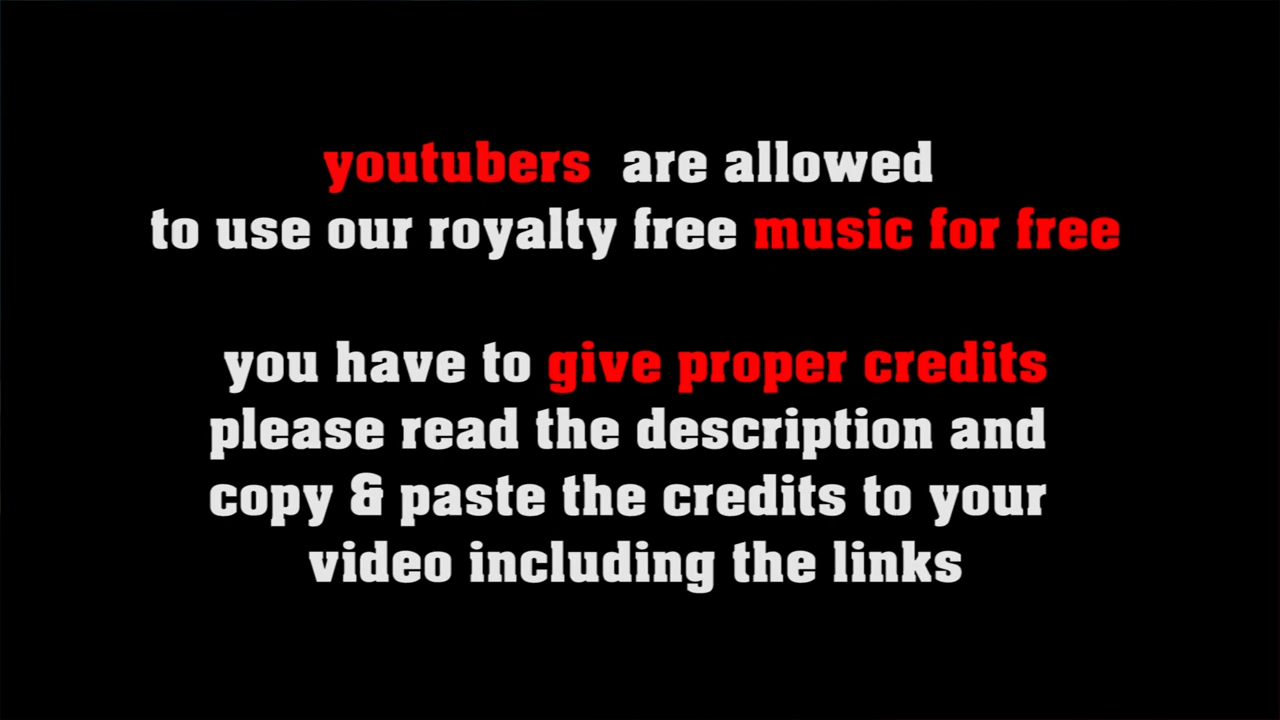 youtubers are allowed
to use our royalty free music for free
you have to give proper credits
please read the description and
copy & paste the credits to your
video including the links